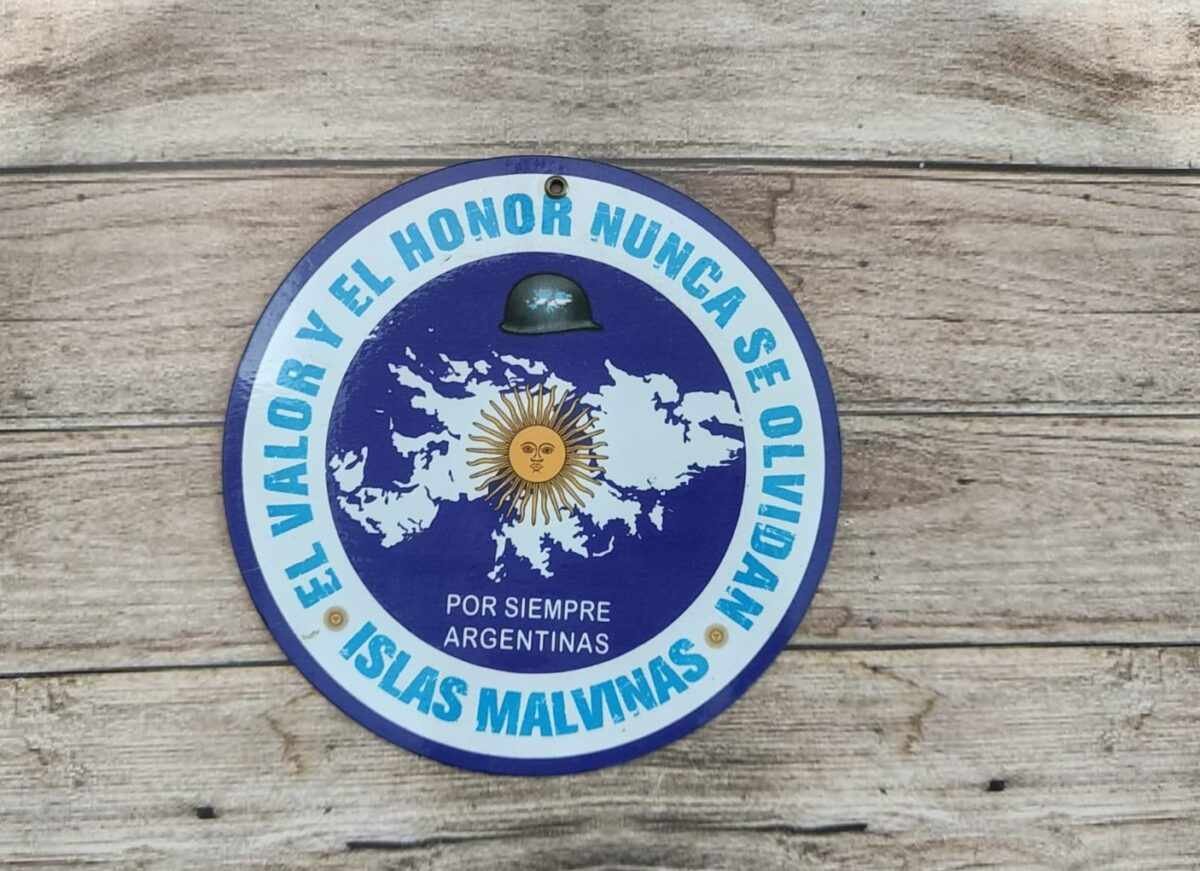 EL VALOR Y EL HONOR NUNCA SE OLVIDAN
POR SIEMPRE
ARGENTINAS
ISLAS MALVINAS